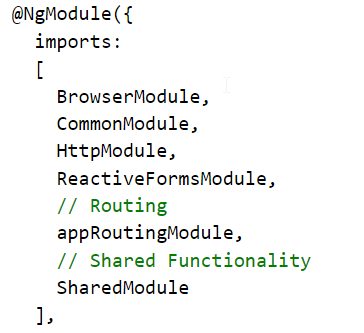 @NgModule({
  imports:
  [
    BrowserModule,
    CommonModule,
    HttpModule,
    ReactiveFormsModule,
    // Routing
    appRoutingModule,
    // Shared Functionality
    SharedModule
  ],